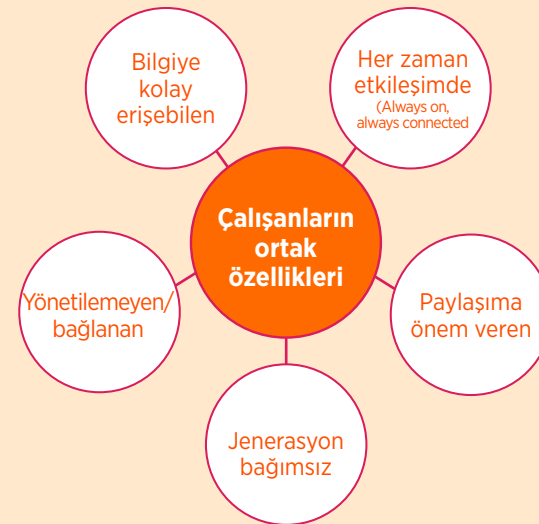 Bilgiye
kolay
erişebilen
Her zaman
etkileşimde
(Always on,
always connected
Çalışanların
ortak
özellikleri
Yönetilemeyen/
bağlanan
Paylaşıma
önem veren
Jenerasyon
bağımsız